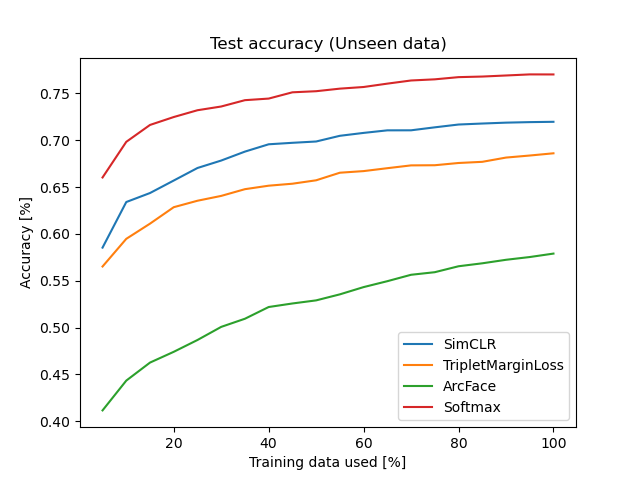 Test accuracy (Unseen data)
Accuracy [%]
0.75
0.70
0.65
0.60
0.55
0.50
0.45
0.40
20
40
60
80
100
Training data used [%]
SimCLR
TripletMarginLoss
ArcFace
Softmax